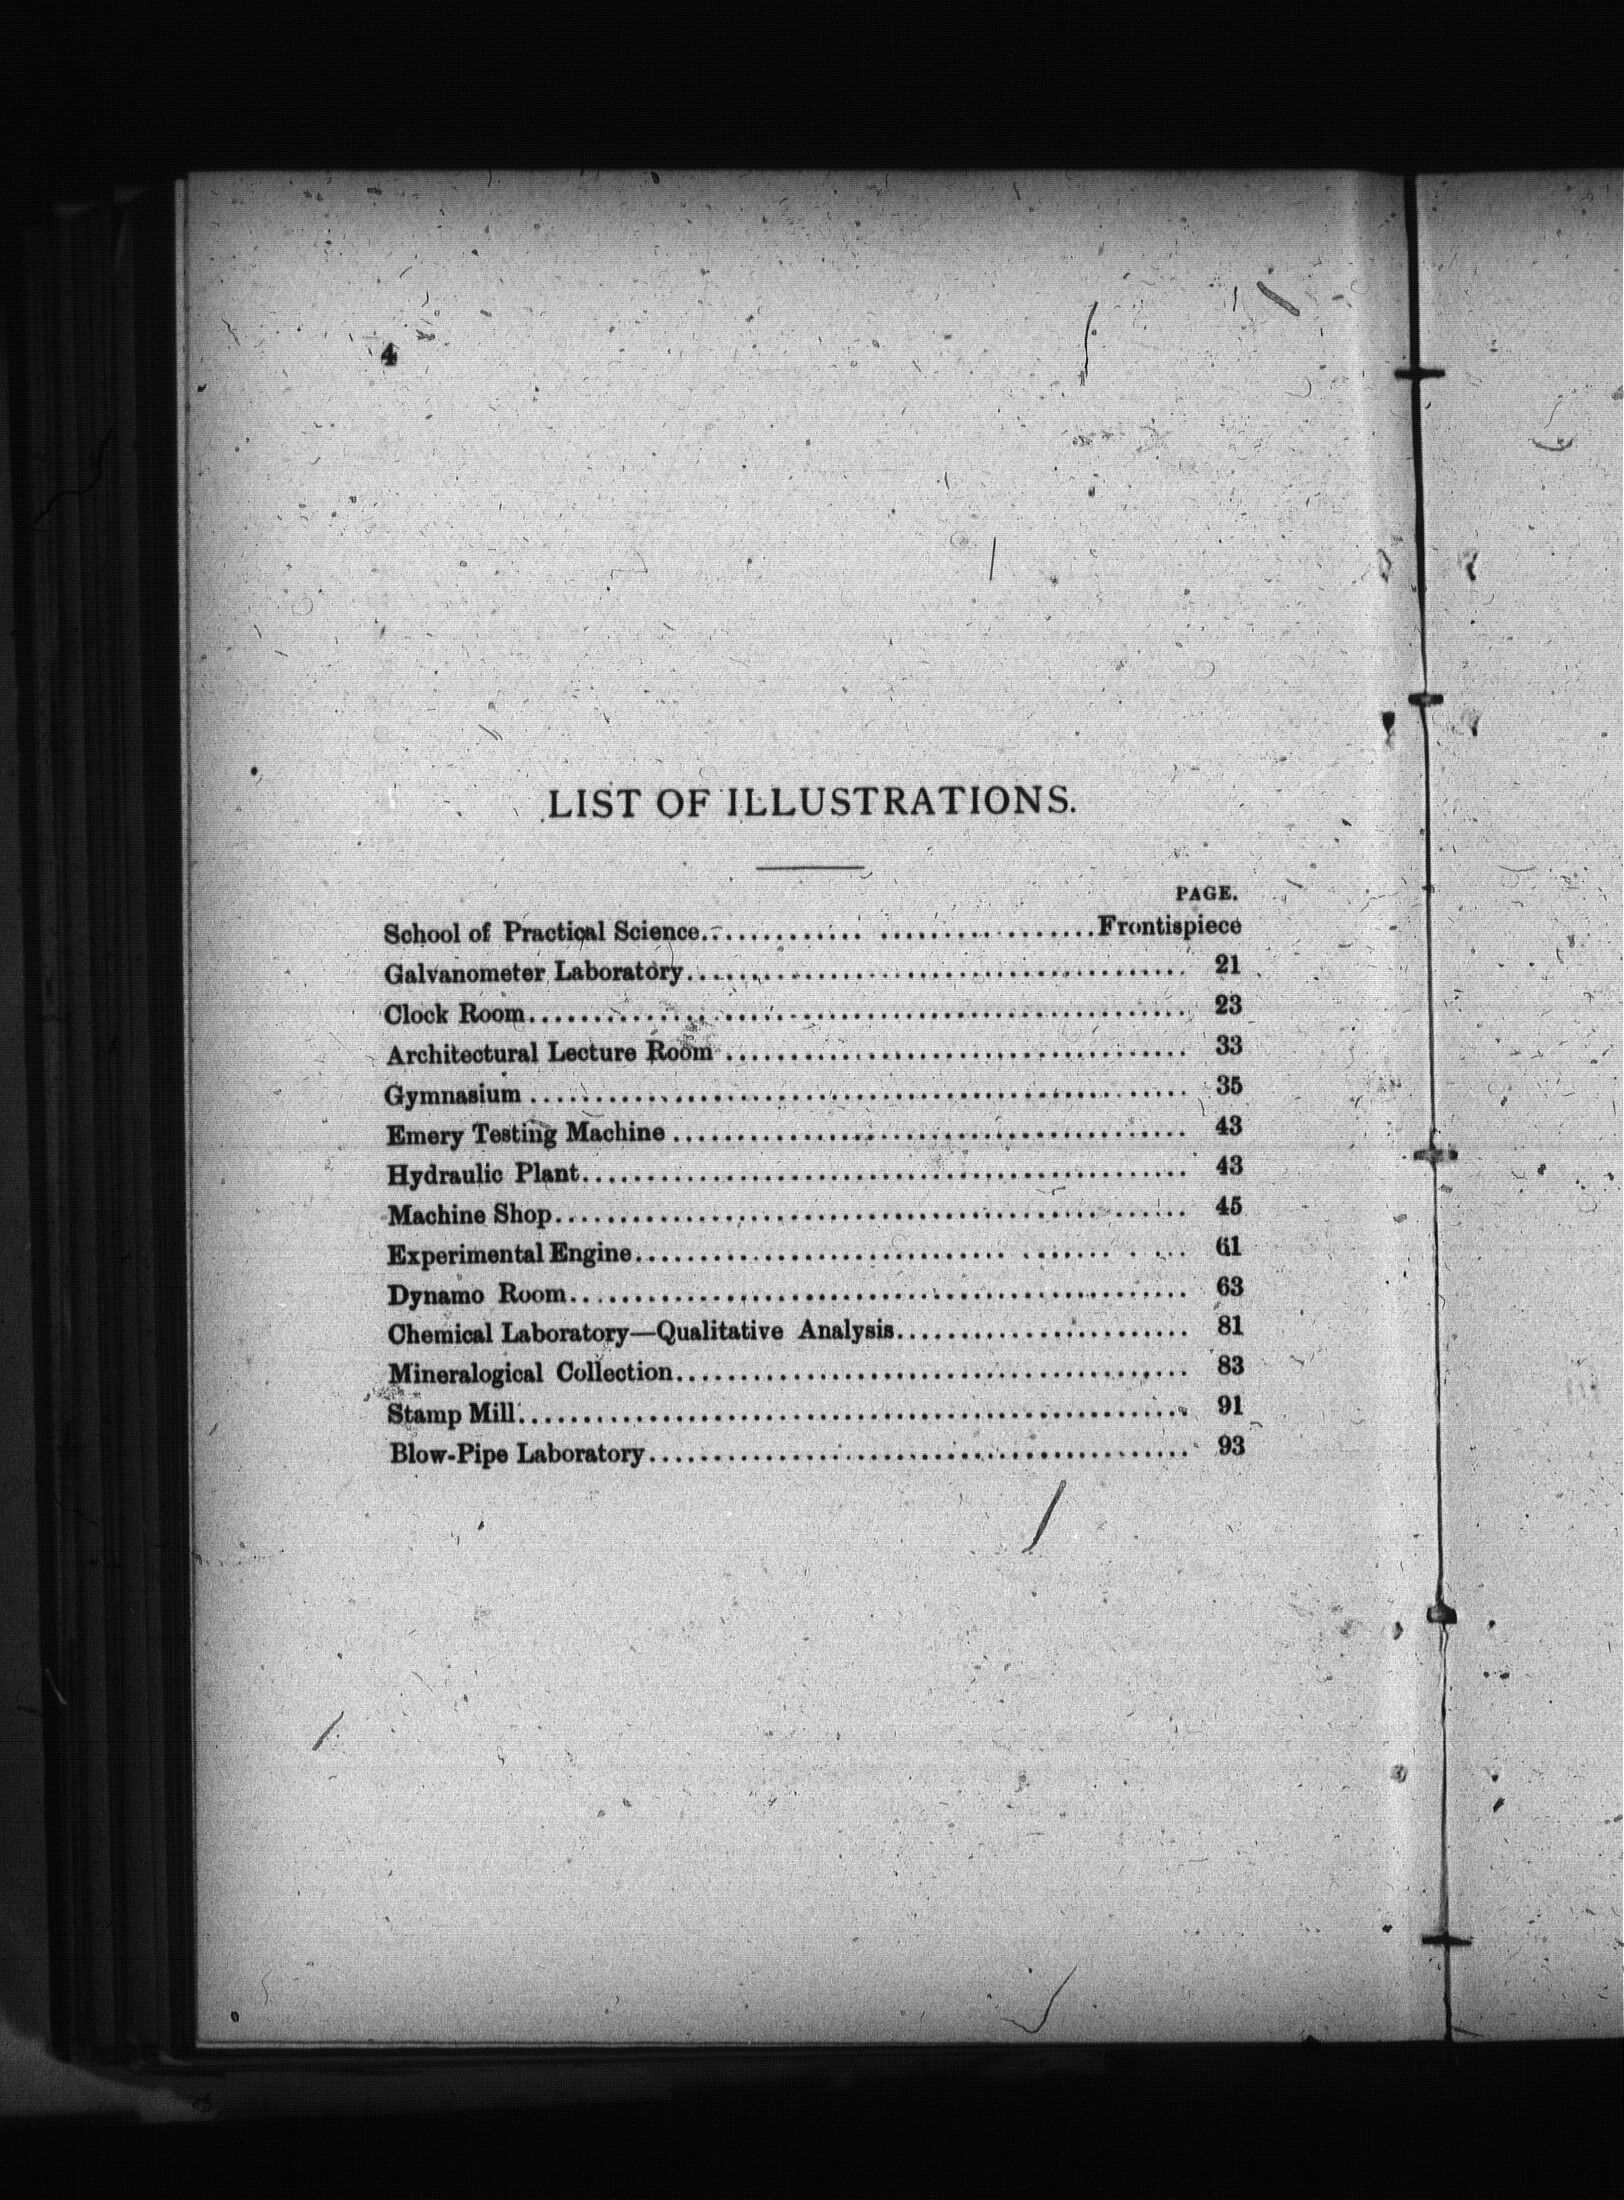 4
LIST OF ILLUSTRATIONS.
PAGE.
School of Practical Science.............................Frontispiece
Galvanometer Laboratory....................................... 21
Clock Room................................................... 23
Architectural Lecture Room .................................... 33
Gymnasium ................................................... 35
Emery Testing Machine ........................................ 43
Hydraulic Plant............................................... 43
Machine Shop................................................. 45
Experimental Engine.......................................... 61
Dynamo Room................................................ 63
Chemical Laboratory—Qualitative Analysis....................... 81
Mineralogical Collection....................................... 83
Stamp Mill.................................................... 91
Blow-Pipe Laboratory.......................................... 93